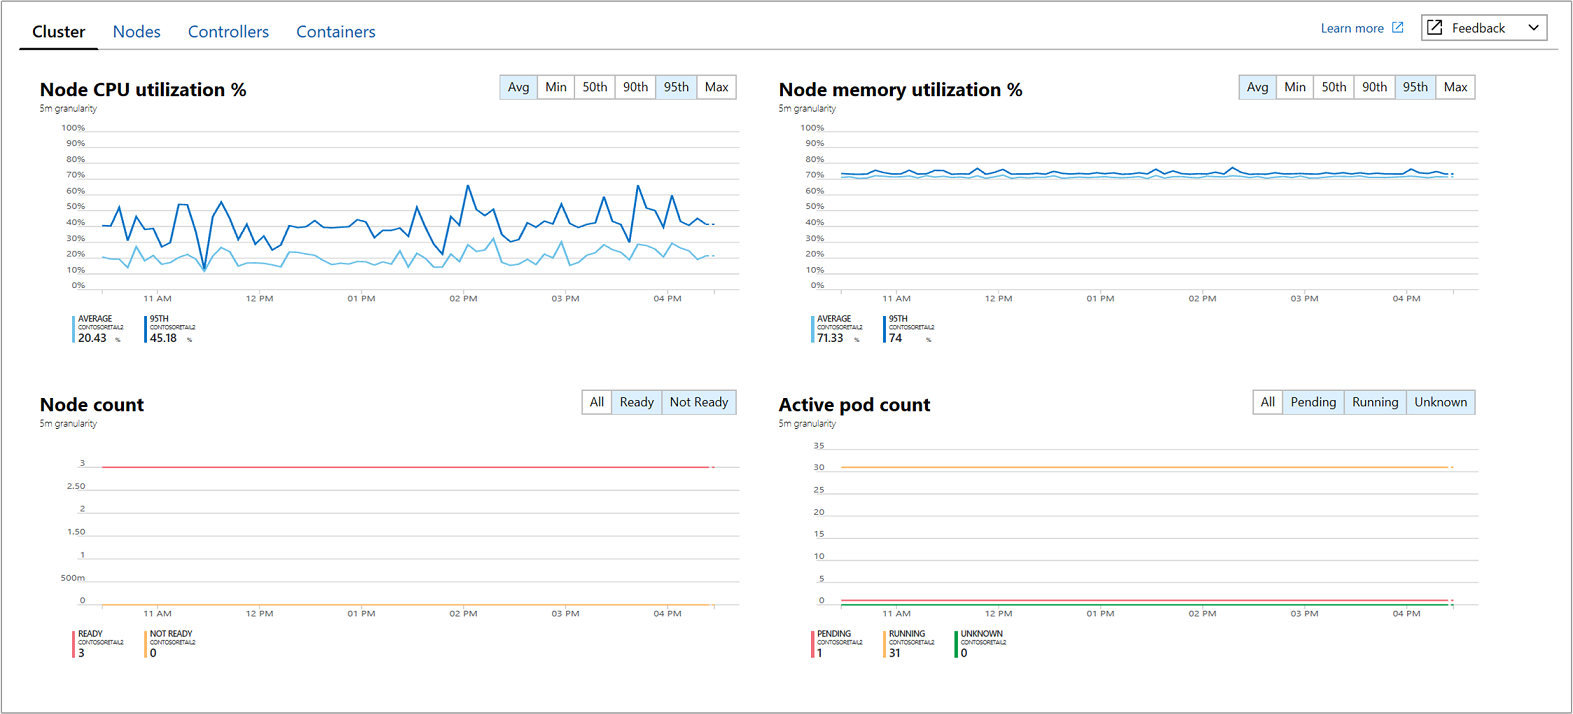 Cluster Nodes Controllers Containers Learn more Feedback
Node CPU utilization %
5m granularity
Avg Min 50th 90th 95th Max
100%
90%
80%
70%
60%
50%
40%
30%
20%
10%
0%
11 AM 12 PM 01 PM 02 PM 03 PM 04 PM
AVERAGE
CONTOSORETAIL2
20.43 %
95TH
CONTOSORETAIL2
45.18 %
Node memory utilization %
5m granularity
Avg Min 50th 90th 95th Max
100%
90%
80%
70%
60%
50%
40%
30%
20%
10%
0%
11 AM 12 PM 01 PM 02 PM 03 PM 04 PM
AVERAGE
CONTOSORETAIL2
71.33 %
95TH
CONTOSORETAIL2
74 %
Node count
5m granularity
All Ready Not Ready
3
2.50
2
1.50
1
500m
0
11 AM 12 PM 01 PM 02 PM 03 PM 04 PM
READY
CONTOSORETAIL2
3
NOT READY
CONTOSORETAIL2
0
Active pod count
5m granularity
All Pending Running Unknown
35
30
25
20
15
10
5
0
11 AM 12 PM 01 PM 02 PM 03 PM 04 PM
PENDING
CONTOSORETAIL2
1
RUNNING
CONTOSORETAIL2
31
UNKNOWN
CONTOSORETAIL2
0